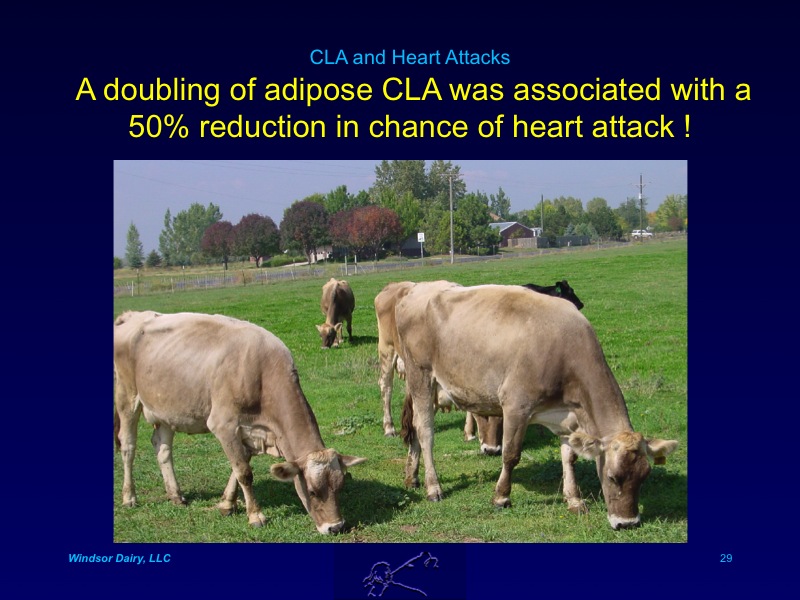 CLA and Heart Attacks
A doubling of adipose CLA was associated with a
50% reduction in chance of heart attack !
Windsor Dairy, LLC
29